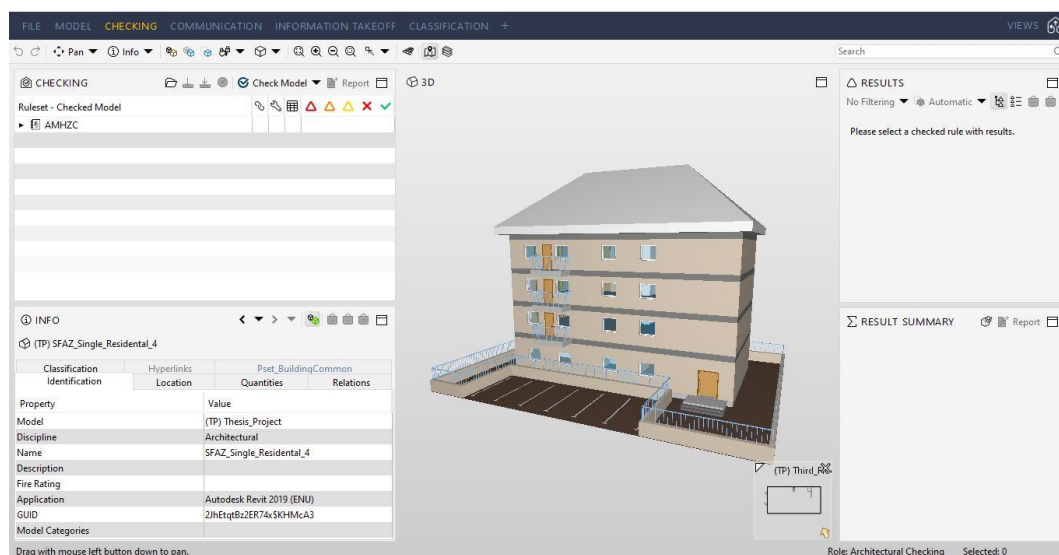 FILE MODEL CHECKING COMMUNICATION INFORMATION TAKEOFF CLASSIFICATION + VIEWS
Pan Info Search
CHECKING Check Model Report
Ruleset - Checked Model
AMHZC
3D
RESULTS
No Filtering Automatic
Please select a checked rule with results.
INFO
(TP) SFAZ_Single_Residental_4
Classification Hyperlinks Pset_BuildingCommon
Identification Location Quantities Relations
Property Value
Model (TP) Thesis_Project
Discipline Architectural
Name SFAZ_Single_Residental_4
Description
Fire Rating
Application Autodesk Revit 2019 (ENU)
GUID 2JhEtqtBz2ER74x$KHMcA3
Model Categories
RESULT SUMMARY Report
(TP)
Drag with mouse left button down to pan. Role: Architectural Checking Selected: 0